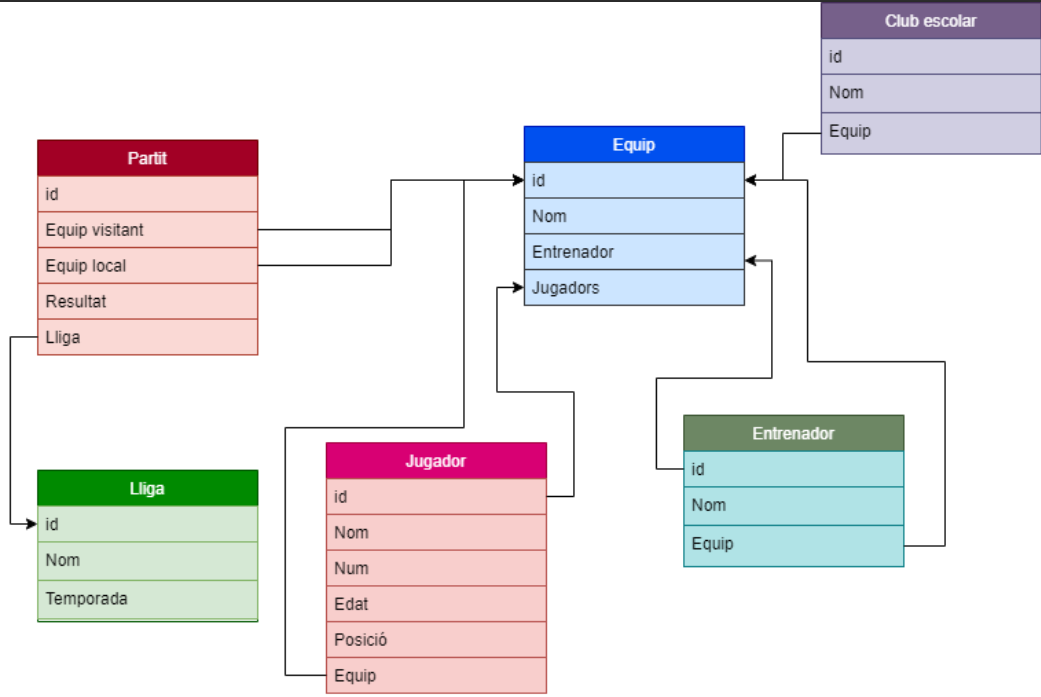 Club escolar
id
Nom
Equip
Equip
id
Nom
Entrenador
Jugadors
Partit
id
Equip visitant
Equip local
Resultat
Lliga
Entrenador
id
Nom
Equip
Jugador
id
Nom
Num
Edat
Posició
Equip
Lliga
id
Nom
Temporada